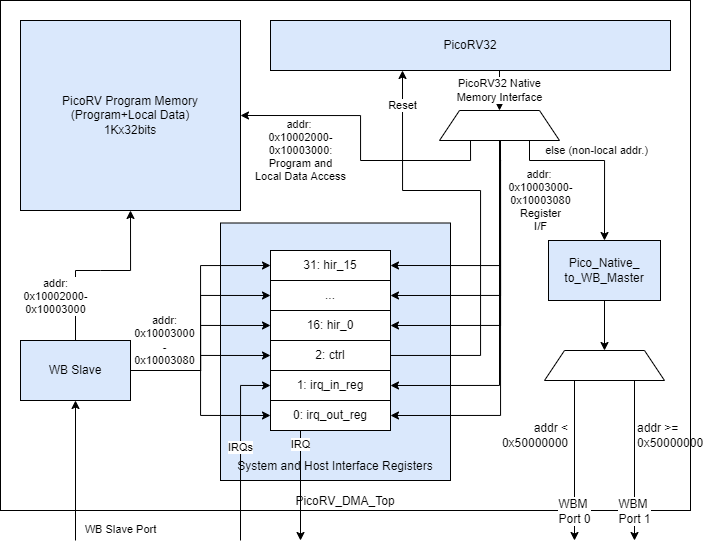 PicoRV32
PicoRV Program Memory
(Program+Local Data)
1Kx32bits
PicoRV32 Native
Memory Interface
Reset
addr:
0x10002000-
0x10003000:
Program and
Local Data Access
else (non-local addr.)
addr:
0x10003000-
0x10003080
Register
I/F
Pico_Native_
to_WB_Master
31: hir_15
...
16: hir_0
2: ctrl
1: irq_in_reg
0: irq_out_reg
addr:
0x10002000-
0x10003000
addr:
0x10003000
-
0x10003080
WB Slave
addr <
0x50000000
addr >=
0x50000000
IRQs
IRQ
System and Host Interface Registers
PicoRV_DMA_Top
WBM
Port 0
WBM
Port 1
WB Slave Port